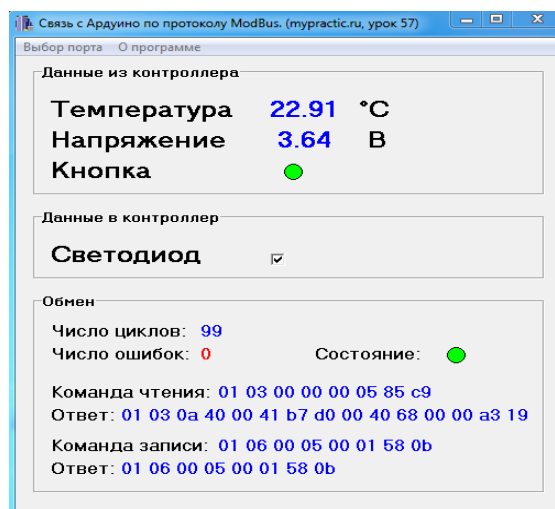 Связь с Ардуино по протоколу ModBus. (mypractic.ru, урок 57)
Выбор порта О программе
Данные из контроллера
Температура 22.91 °C
Напряжение 3.64 В
Кнопка
Данные в контроллер
Светодиод
Обмен
Число циклов: 99
Число ошибок: 0 Состояние:
Команда чтения: 01 03 00 00 00 05 85 c9
Ответ: 01 03 0a 40 00 41 b7 d0 00 40 68 00 00 a3 19
Команда записи: 01 06 00 05 00 01 58 0b
Ответ: 01 06 00 05 00 01 58 0b